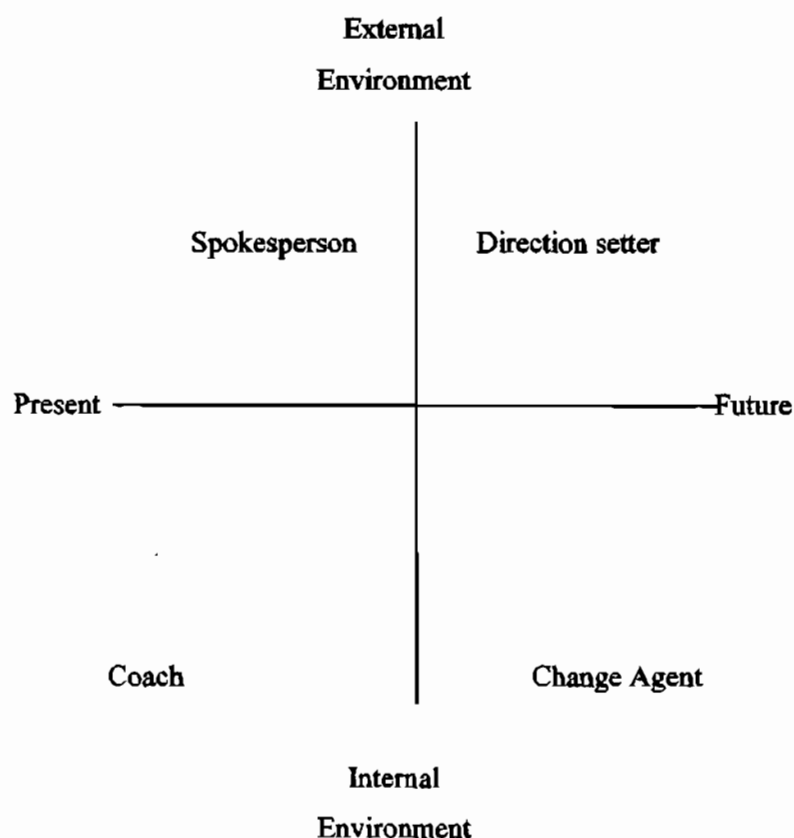 External
Environment
Spokesperson
Direction setter
Present
Future
Coach
Change Agent
Internal
Environment